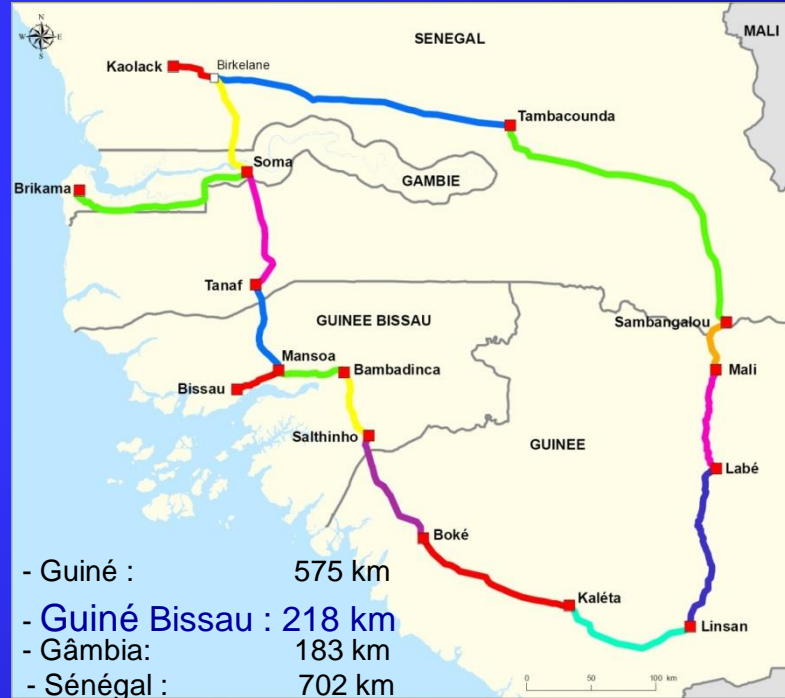 N
W E
S
SENEGAL
MALI
Kaolack
Birkelane
Tambacounda
Soma
GAMBIE
Brikama
Tanaf
GUINEE BISSAU
Sambangalou
Mansoa
Bambadinca
Mali
Bissau
Salthinho
GUINEE
Labé
Boké
Kaléta
Linsan
- Guiné : 575 km
- Guiné Bissau : 218 km
- Gâmbia: 183 km
- Sénégal : 702 km
0 50 100 km